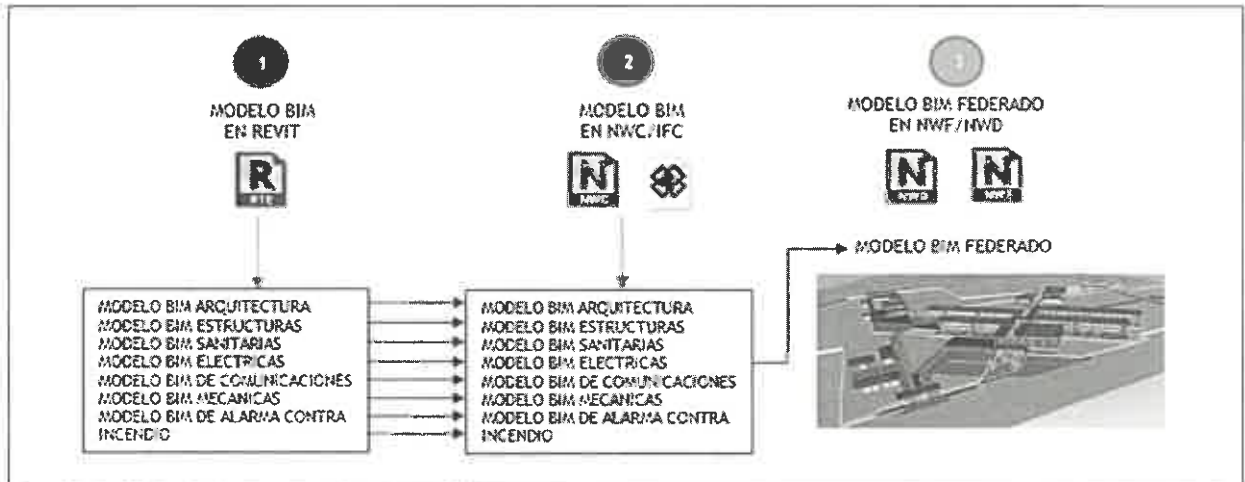 1
MODELO BIM
EN REVIT
R
2
MODELO BIM
EN NWC/IFC
N
NWC
3
MODELO BIM FEDERADO
EN NWF/NWD
N
NWD
N
MODELO BIM FEDERADO
MODELO BIM ARQUITECTURA
MODELO BIM ESTRUCTURAS
MODELO BIM SANITARIAS
MODELO BIM ELECTRICAS
MODELO BIM DE COMUNICACIONES
MODELO BIM MECANICAS
MODELO BIM DE ALARMA CONTRA
INCENDIO
MODELO BIM ARQUITECTURA
MODELO BIM ESTRUCTURAS
MODELO BIM SANITARIAS
MODELO BIM ELECTRICAS
MODELO BIM DE COMUNICACIONES
MODELO BIM MECANICAS
MODELO BIM DE ALARMA CONTRA
INCENDIO